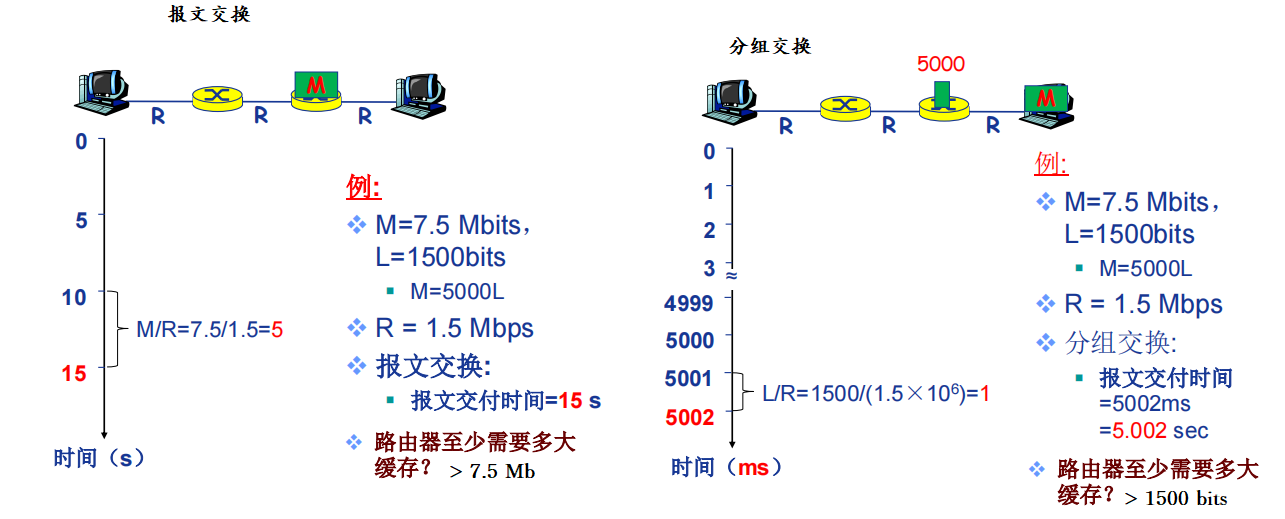 报文交换
M
R R R
0
5
10
15
M/R=7.5/1.5=5
时间（s）
例:
M=7.5 Mbits，
L=1500bits
M=5000L
R = 1.5 Mbps
报文交换:
报文交付时间=15 s
路由器至少需要多大
缓存？ > 7.5 Mb
分组交换
5000
M
R R R
0
1
2
3
≈
4999
5000
5001
5002
L/R=1500/(1.5×10⁶)=1
时间（ms）
例:
M=7.5 Mbits，
L=1500bits
M=5000L
R = 1.5 Mbps
分组交换:
报文交付时间
=5002ms
=5.002 sec
路由器至少需要多大
缓存？ > 1500 bits